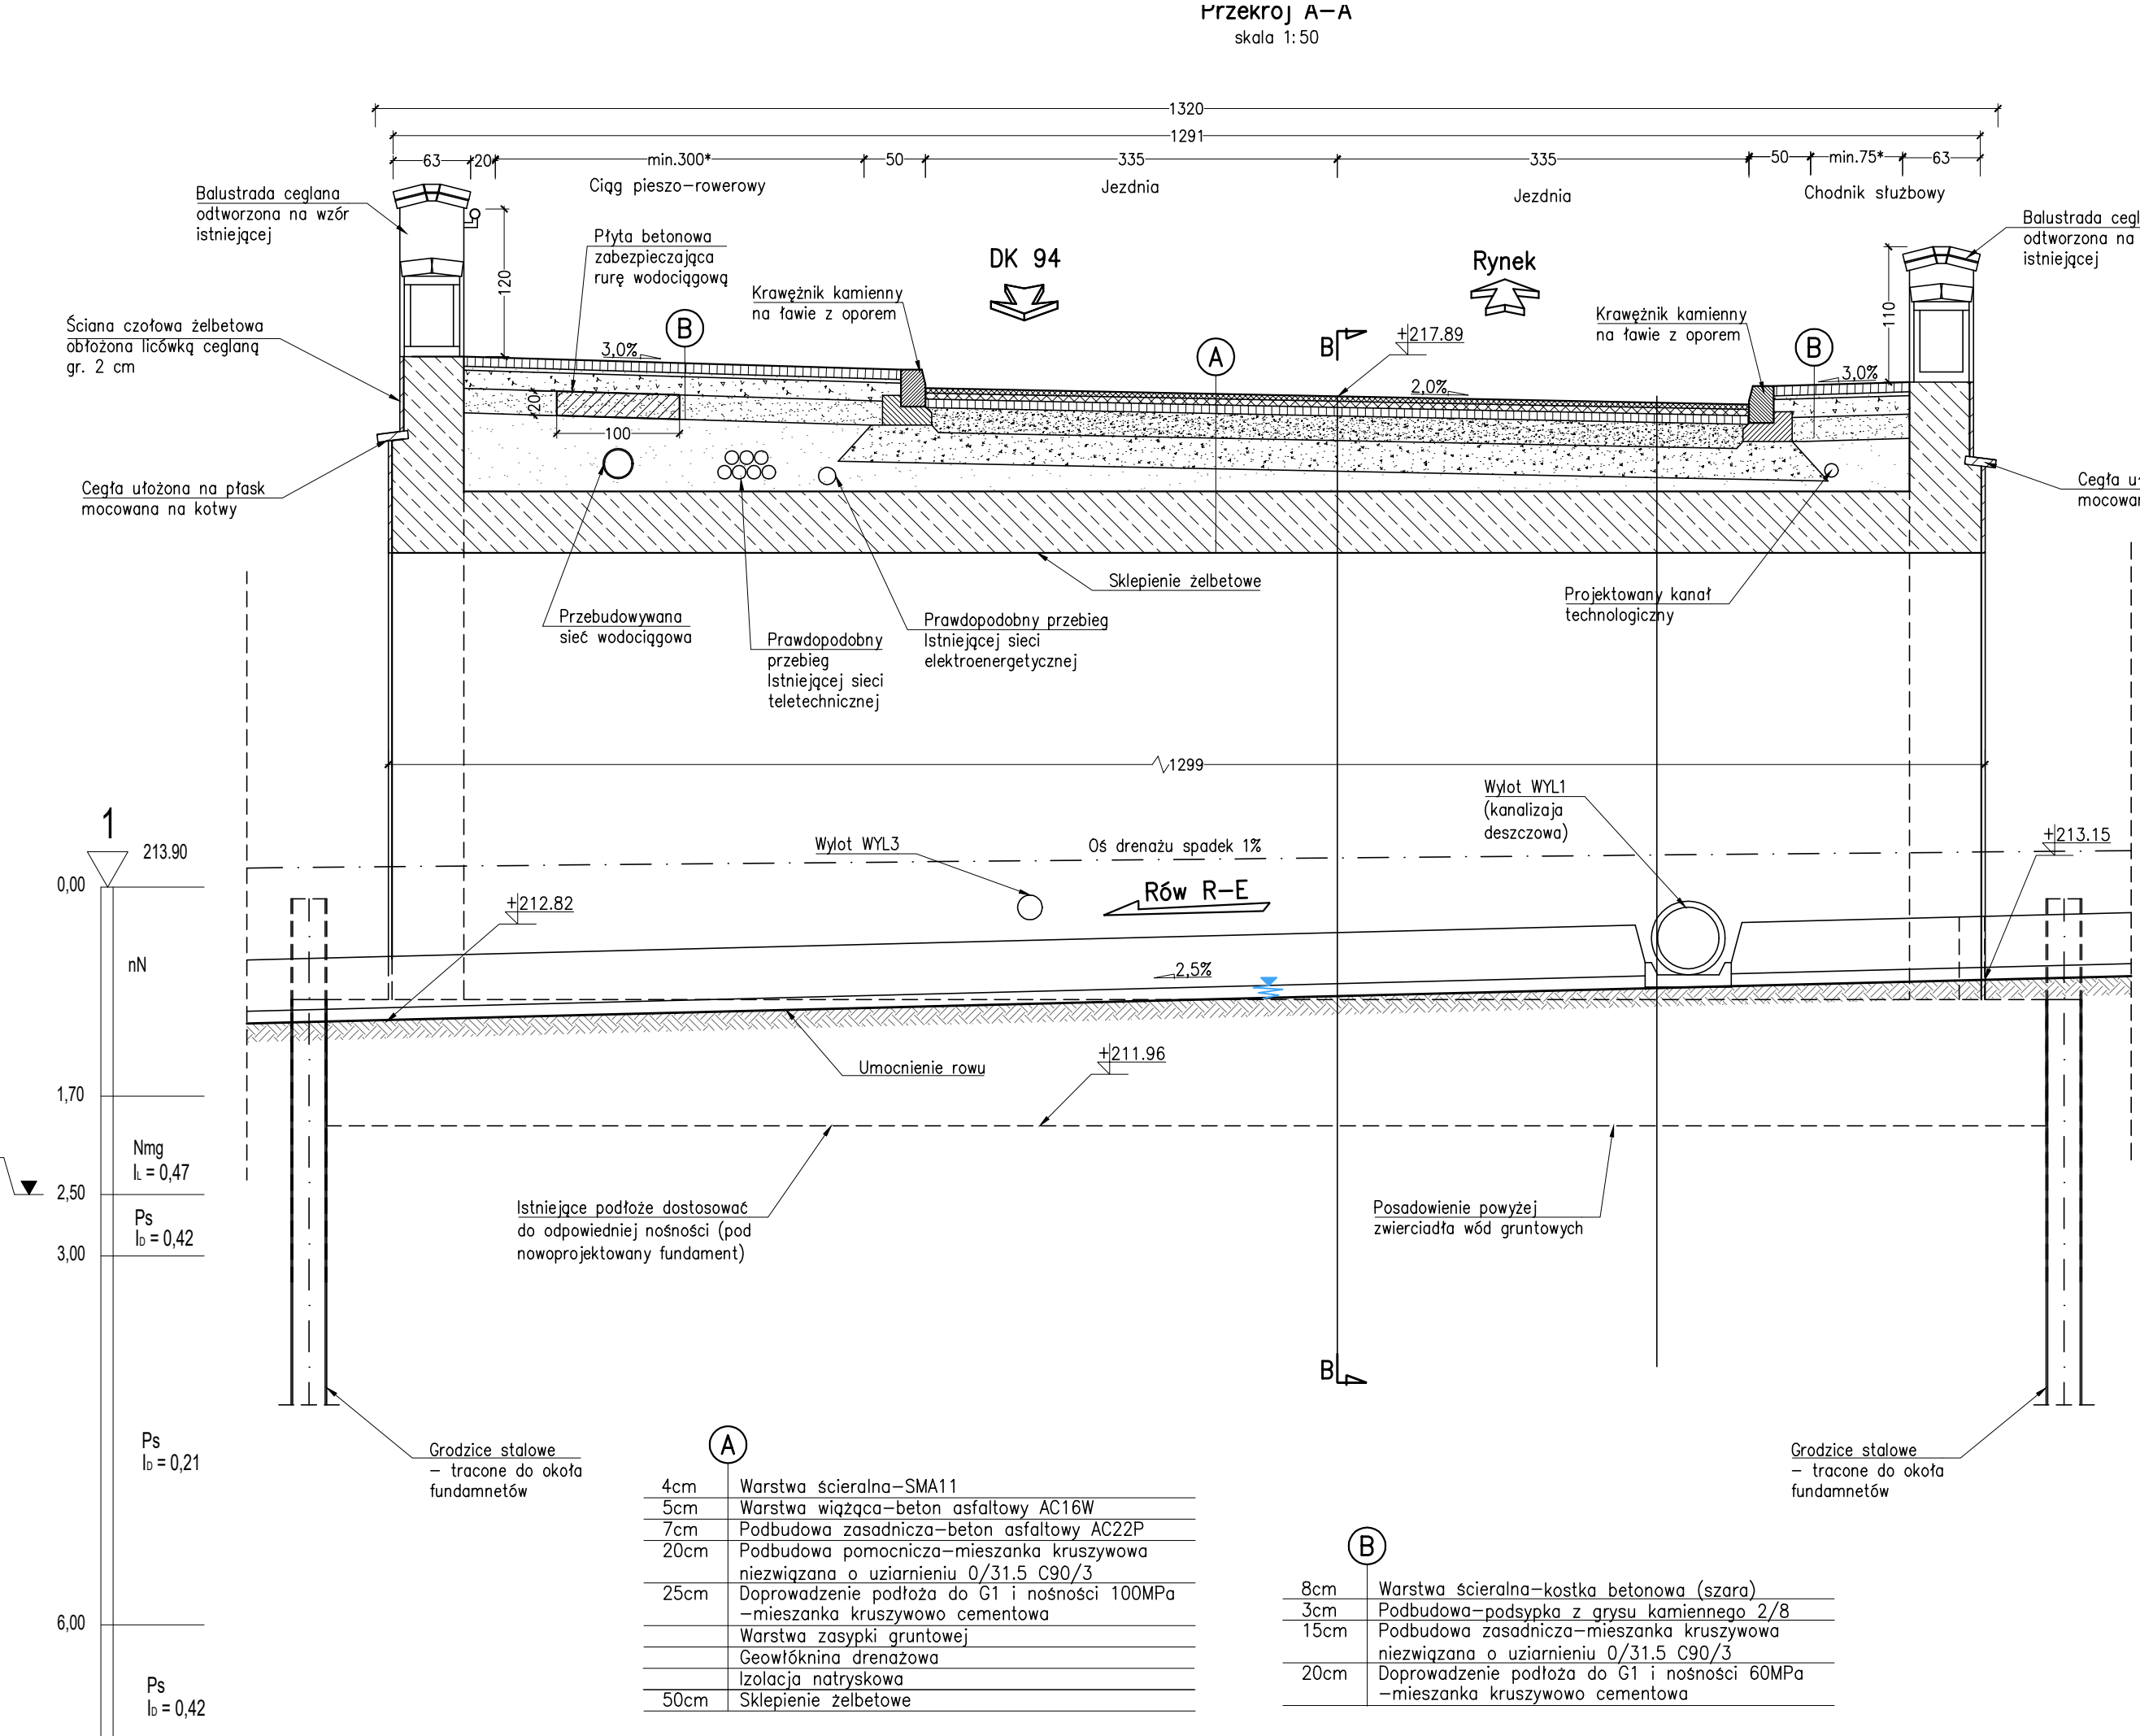 Przekrój A-A
skala 1:50
1320
1291
63
20
min.300*
50
335
335
50
min.75*
63
Ciąg pieszo-rowerowy
Jezdnia
Jezdnia
Chodnik służbowy
Balustrada ceglana
odtworzona na wzór
istniejącej
Balustrada cegl
odtworzona na
istniejącej
120
110
Płyta betonowa
zabezpieczająca
rurę wodociągową
DK 94
Rynek
Krawężnik kamienny
na ławie z oporem
Krawężnik kamienny
na ławie z oporem
Ściana czołowa żelbetowa
obłożona licówką ceglaną
gr. 2 cm
B
A
B
B
+217.89
3,0%
2,0%
3,0%
20
100
Cegła ułożona na płask
mocowana na kotwy
Cegła u
mocowan
Sklepienie żelbetowe
Przebudowywana
sieć wodociągowa
Prawdopodobny
przebieg
Istniejącej sieci
teletechnicznej
Prawdopodobny przebieg
Istniejącej sieci
elektroenergetycznej
Projektowany kanał
technologiczny
1299
Wylot WYL1
(kanalizaja
deszczowa)
1
213.90
Wylot WYL3
Oś drenażu spadek 1%
+213.15
0,00
+212.82
Rów R-E
nN
2,5%
+211.96
Umocnienie rowu
1,70
Nmg
IL = 0,47
2,50
Ps
ID = 0,42
3,00
Istniejące podłoże dostosować
do odpowiedniej nośności (pod
nowoprojektowany fundament)
Posadowienie powyżej
zwierciadła wód gruntowych
B
Ps
ID = 0,21
Grodzice stalowe
- tracone do okoła
fundamnetów
Grodzice stalowe
- tracone do okoła
fundamnetów
6,00
Ps
ID = 0,42
A
4cm Warstwa ścieralna-SMA11
5cm Warstwa wiążąca-beton asfaltowy AC16W
7cm Podbudowa zasadnicza-beton asfaltowy AC22P
20cm Podbudowa pomocnicza-mieszanka kruszywowa
niezwiązana o uziarnieniu 0/31.5 C90/3
25cm Doprowadzenie podłoża do G1 i nośności 100MPa
-mieszanka kruszywowo cementowa
Warstwa zasypki gruntowej
Geowłóknina drenażowa
Izolacja natryskowa
50cm Sklepienie żelbetowe
B
8cm Warstwa ścieralna-kostka betonowa (szara)
3cm Podbudowa-podsypka z grysu kamiennego 2/8
15cm Podbudowa zasadnicza-mieszanka kruszywowa
niezwiązana o uziarnieniu 0/31.5 C90/3
20cm Doprowadzenie podłoża do G1 i nośności 60MPa
-mieszanka kruszywowo cementowa